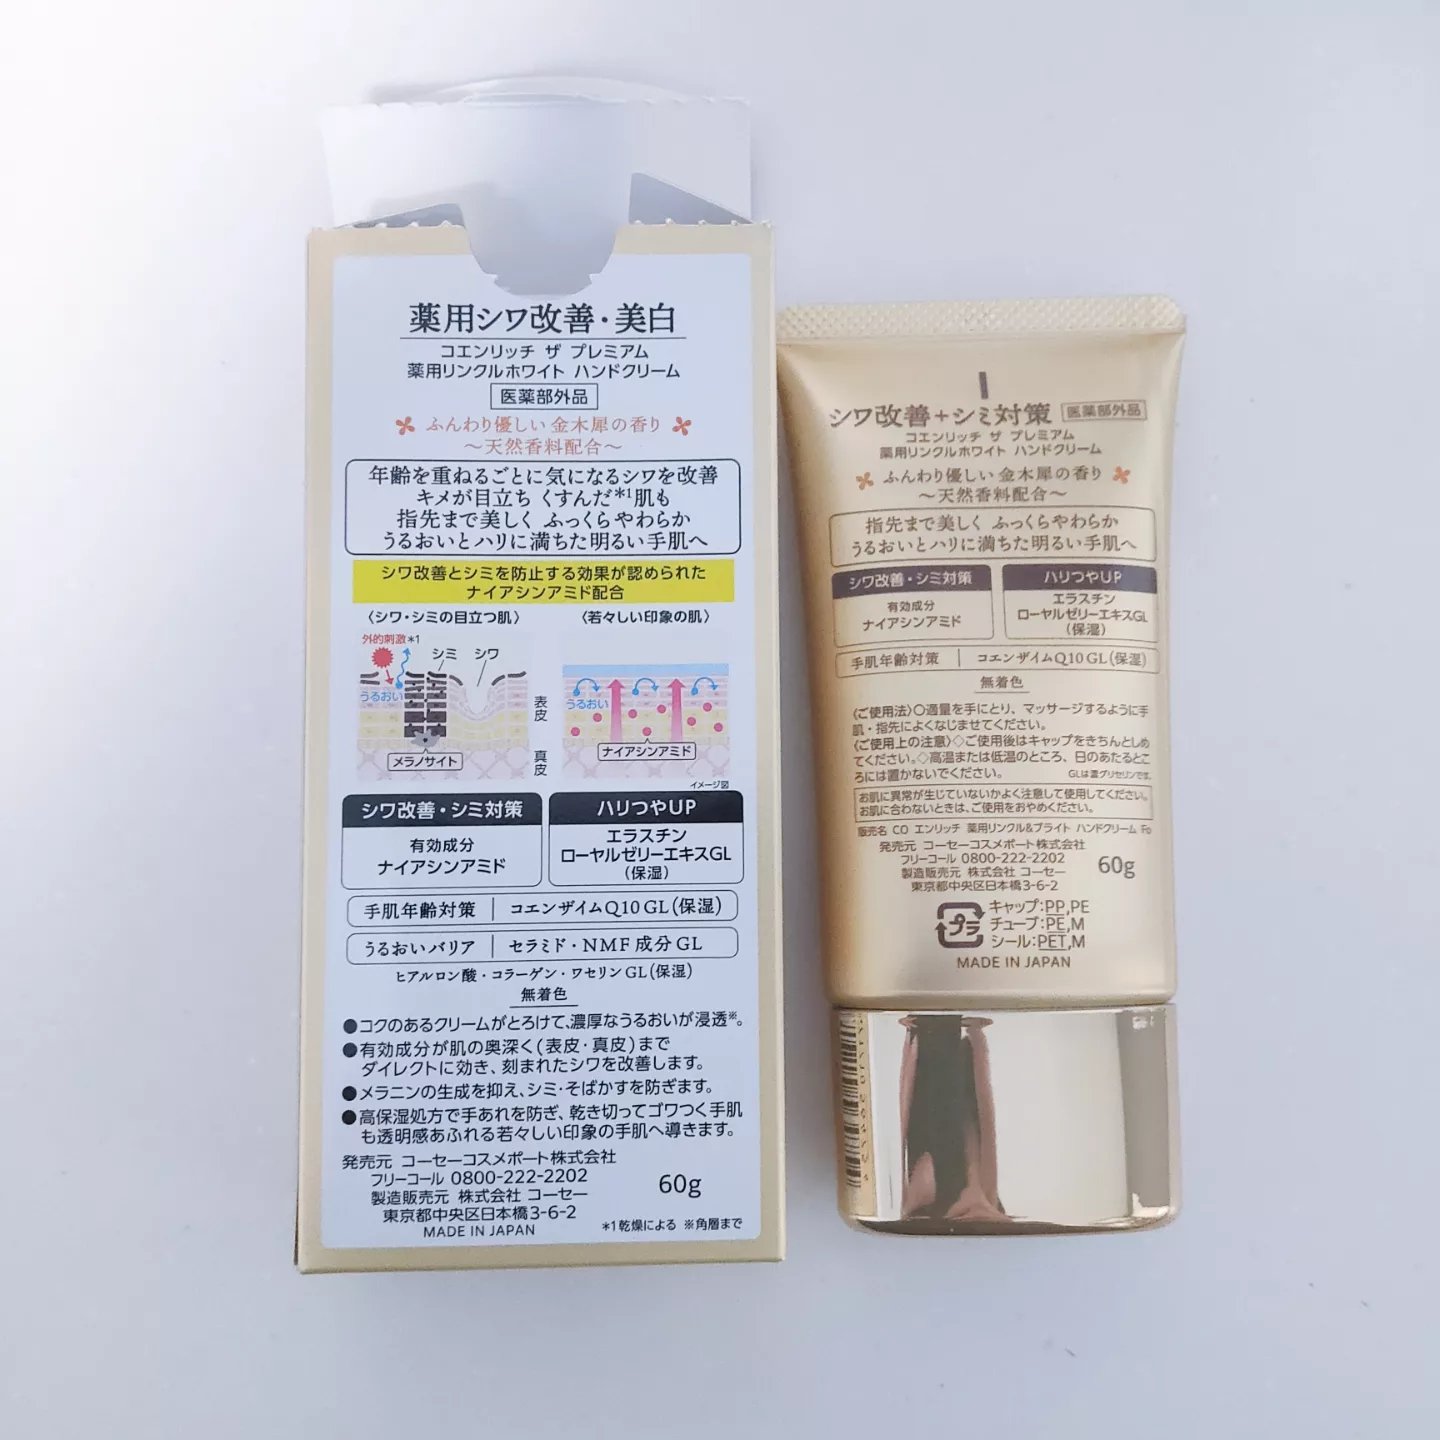 薬用シワ改善・美白
コエンリッチ ザ プレミアム
薬用リンクルホワイト ハンドクリーム
医薬部外品
ふんわり優しい 金木犀の香り
～天然香料配合～
年齢を重ねるごとに気になるシワを改善
キメが目立ち くすんだ*1肌も
指先まで美しく ふっくらやわらか
うるおいとハリに満ちた明るい手肌へ
シワ改善とシミを防止する効果が認められた
ナイアシンアミド配合
〈シワ・シミの目立つ肌〉
外的刺激*1
シミ シワ
うるおい
メラノサイト
表皮
真皮
〈若々しい印象の肌〉
うるおい
ナイアシンアミド
イメージ図
シワ改善・シミ対策
有効成分
ナイアシンアミド
ハリつやUP
エラスチン
ローヤルゼリーエキスGL
(保湿)
手肌年齢対策 コエンザイムQ10 GL(保湿)
うるおいバリア セラミド・NMF成分GL
ヒアルロン酸・コラーゲン・ワセリンGL(保湿)
無着色
●コクのあるクリームがとろけて、濃厚なうるおいが浸透※。
●有効成分が肌の奥深く(表皮・真皮)まで
ダイレクトに効き、刻まれたシワを改善します。
●メラニンの生成を抑え、シミ・そばかすを防ぎます。
●高保湿処方で手あれを防ぎ、乾き切ってゴワつく手肌
も透明感あふれる若々しい印象の手肌へ導きます。
発売元 コーセーコスメポート株式会社
フリーコール 0800-222-2202
製造販売元 株式会社 コーセー
東京都中央区日本橋3-6-2
MADE IN JAPAN
60g
*1乾燥による ※角層まで
シワ改善+シミ対策 医薬部外品
コエンリッチ ザ プレミアム
薬用リンクルホワイト ハンドクリーム
ふんわり優しい 金木犀の香り
～天然香料配合～
指先まで美しく ふっくらやわらか
うるおいとハリに満ちた明るい手肌へ
シワ改善・シミ対策
有効成分
ナイアシンアミド
ハリつやUP
エラスチン
ローヤルゼリーエキスGL
(保湿)
手肌年齢対策 コエンザイムQ10 GL(保湿)
無着色
〈ご使用法〉○適量を手にとり、マッサージするように手
肌・指先によくなじませてください。
〈ご使用上の注意〉◇ご使用後はキャップをきちんとしめ
てください。◇高温または低温のところ、日のあたるとこ
ろには置かないでください。 GLは濃グリセリンです。
お肌に異常が生じていないかよく注意して使用してください。
お肌に合わないときは、ご使用をおやめください。
販売名 CO エンリッチ 薬用リンクル&ブライト ハンドクリーム Fo
発売元 コーセーコスメポート株式会社
フリーコール 0800-222-2202
製造販売元 株式会社 コーセー
東京都中央区日本橋3-6-2
60g
プラ
キャップ:PP,PE
チューブ:PE,M
シール:PET,M
MADE IN JAPAN